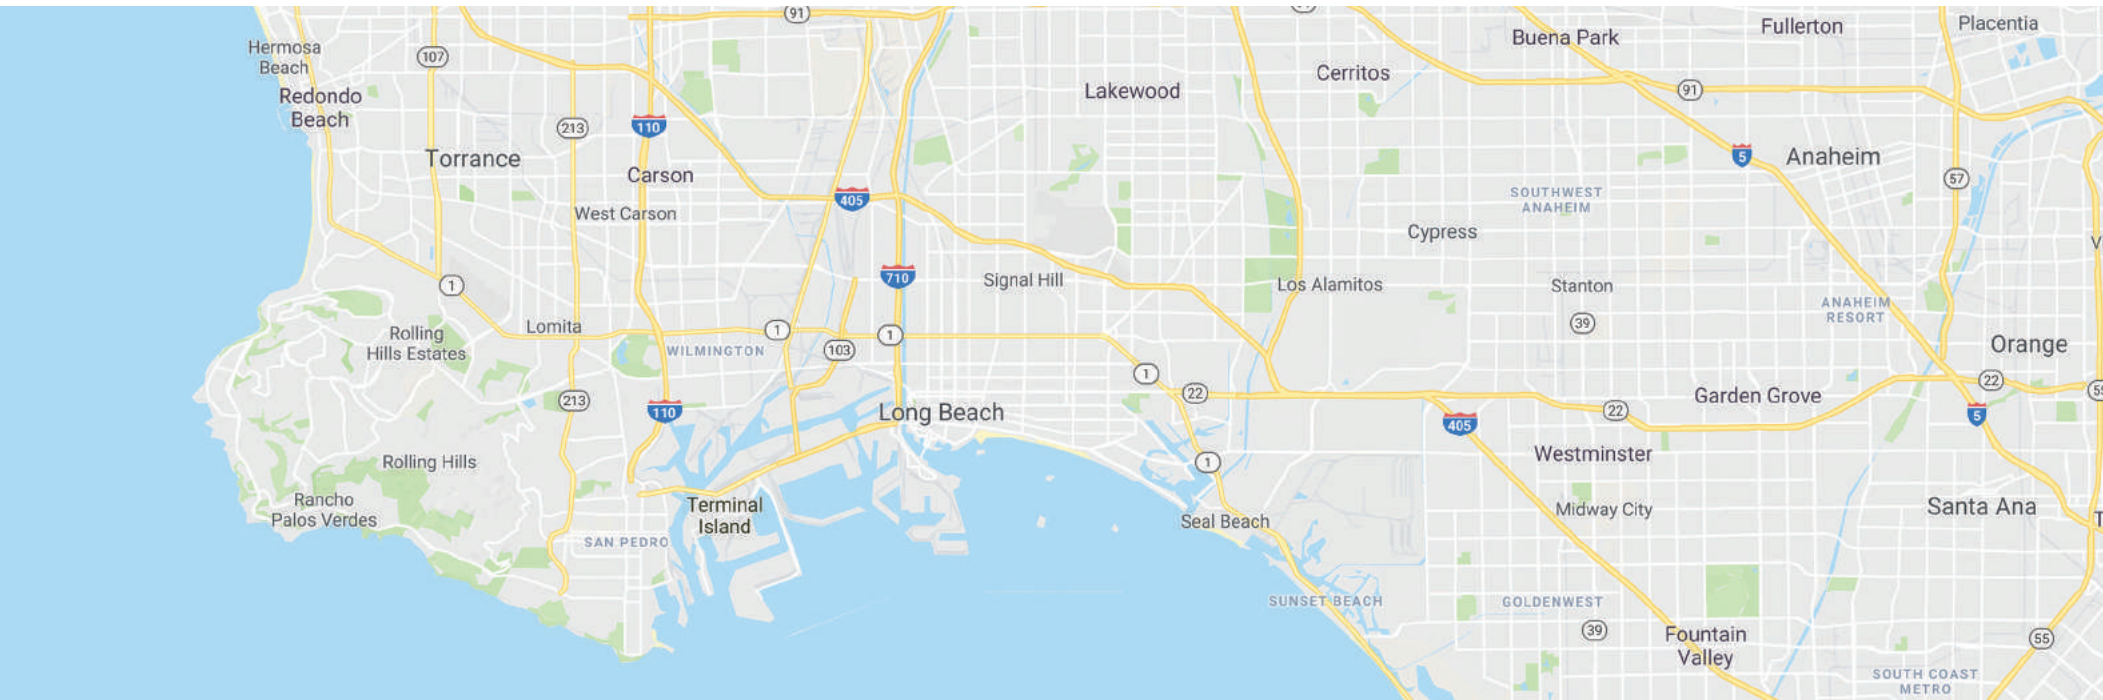 91
Hermosa
Beach
107
Redondo
Beach
213
110
Torrance
Carson
West Carson
405
Lakewood
Cerritos
Buena Park
Fullerton
Placentia
91
5
Anaheim
57
SOUTHWEST
ANAHEIM
Cypress
710
Signal Hill
Los Alamitos
Stanton
39
ANAHEIM
RESORT
Orange
1
Rolling
Hills Estates
Lomita
WILMINGTON
1
103
1
1
22
213
110
Long Beach
405
22
Garden Grove
22
5
Westminster
Rolling Hills
Rancho
Palos Verdes
Terminal
Island
SAN PEDRO
1
Seal Beach
Midway City
Santa Ana
SUNSET BEACH
GOLDENWEST
39
Fountain
Valley
55
SOUTH COAST
METRO